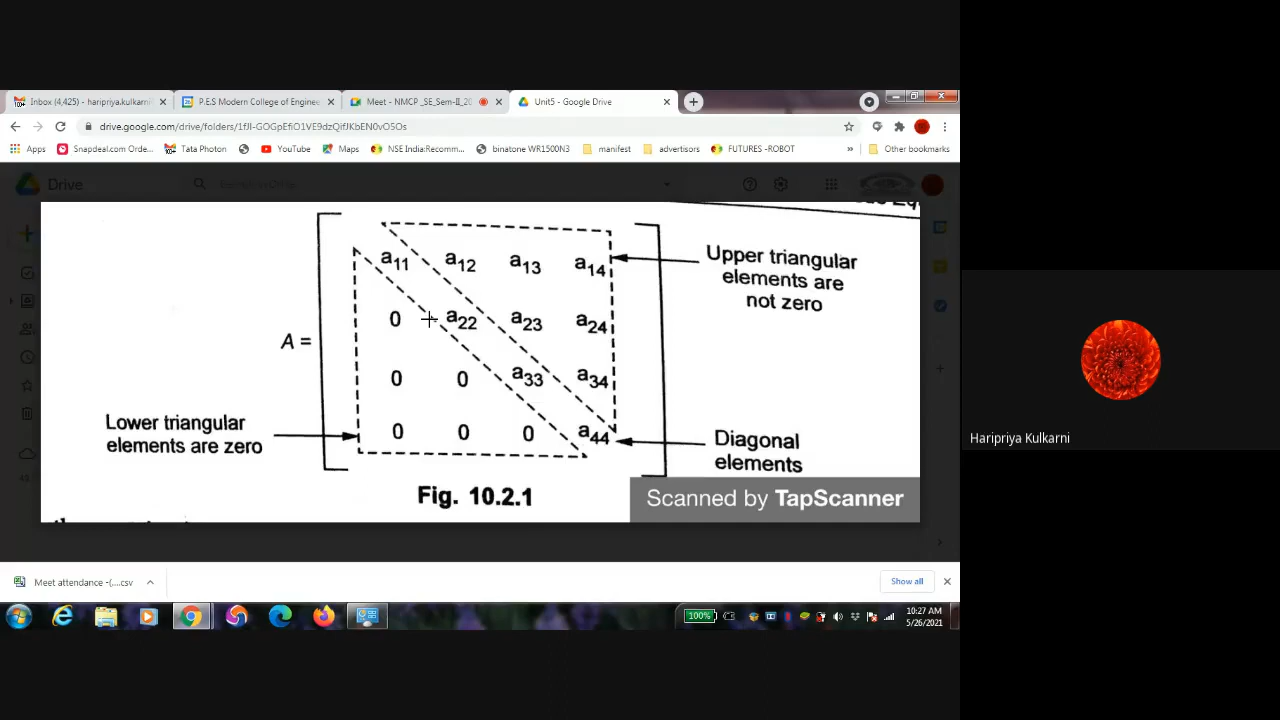 Inbox (4,425) - haripriya.kulkarni
P.E.S Modern College of Enginee
Meet - NMCP _SE_Sem-II_20
Unit5 - Google Drive
drive.google.com/drive/folders/1fJl-GOGpEfiO1VE9dzQifJKbEN0vO5Os
Apps
Snapdeal.com Orde...
Tata Photon
YouTube
Maps
NSE India:Recomm...
binatone WR1500N3
manifest
advertisors
FUTURES -ROBOT
»
Other bookmarks
Drive
Upper triangular
elements are
not zero
a11 a12 a13 a14
0 a22 a23 a24
A =
0 0 a33 a34
0 0 0 a44
Lower triangular
elements are zero
Diagonal
elements
Fig. 10.2.1
Scanned by TapScanner
Haripriya Kulkarni
Meet attendance -(....csv
Show all
100%
10:27 AM
5/26/2021